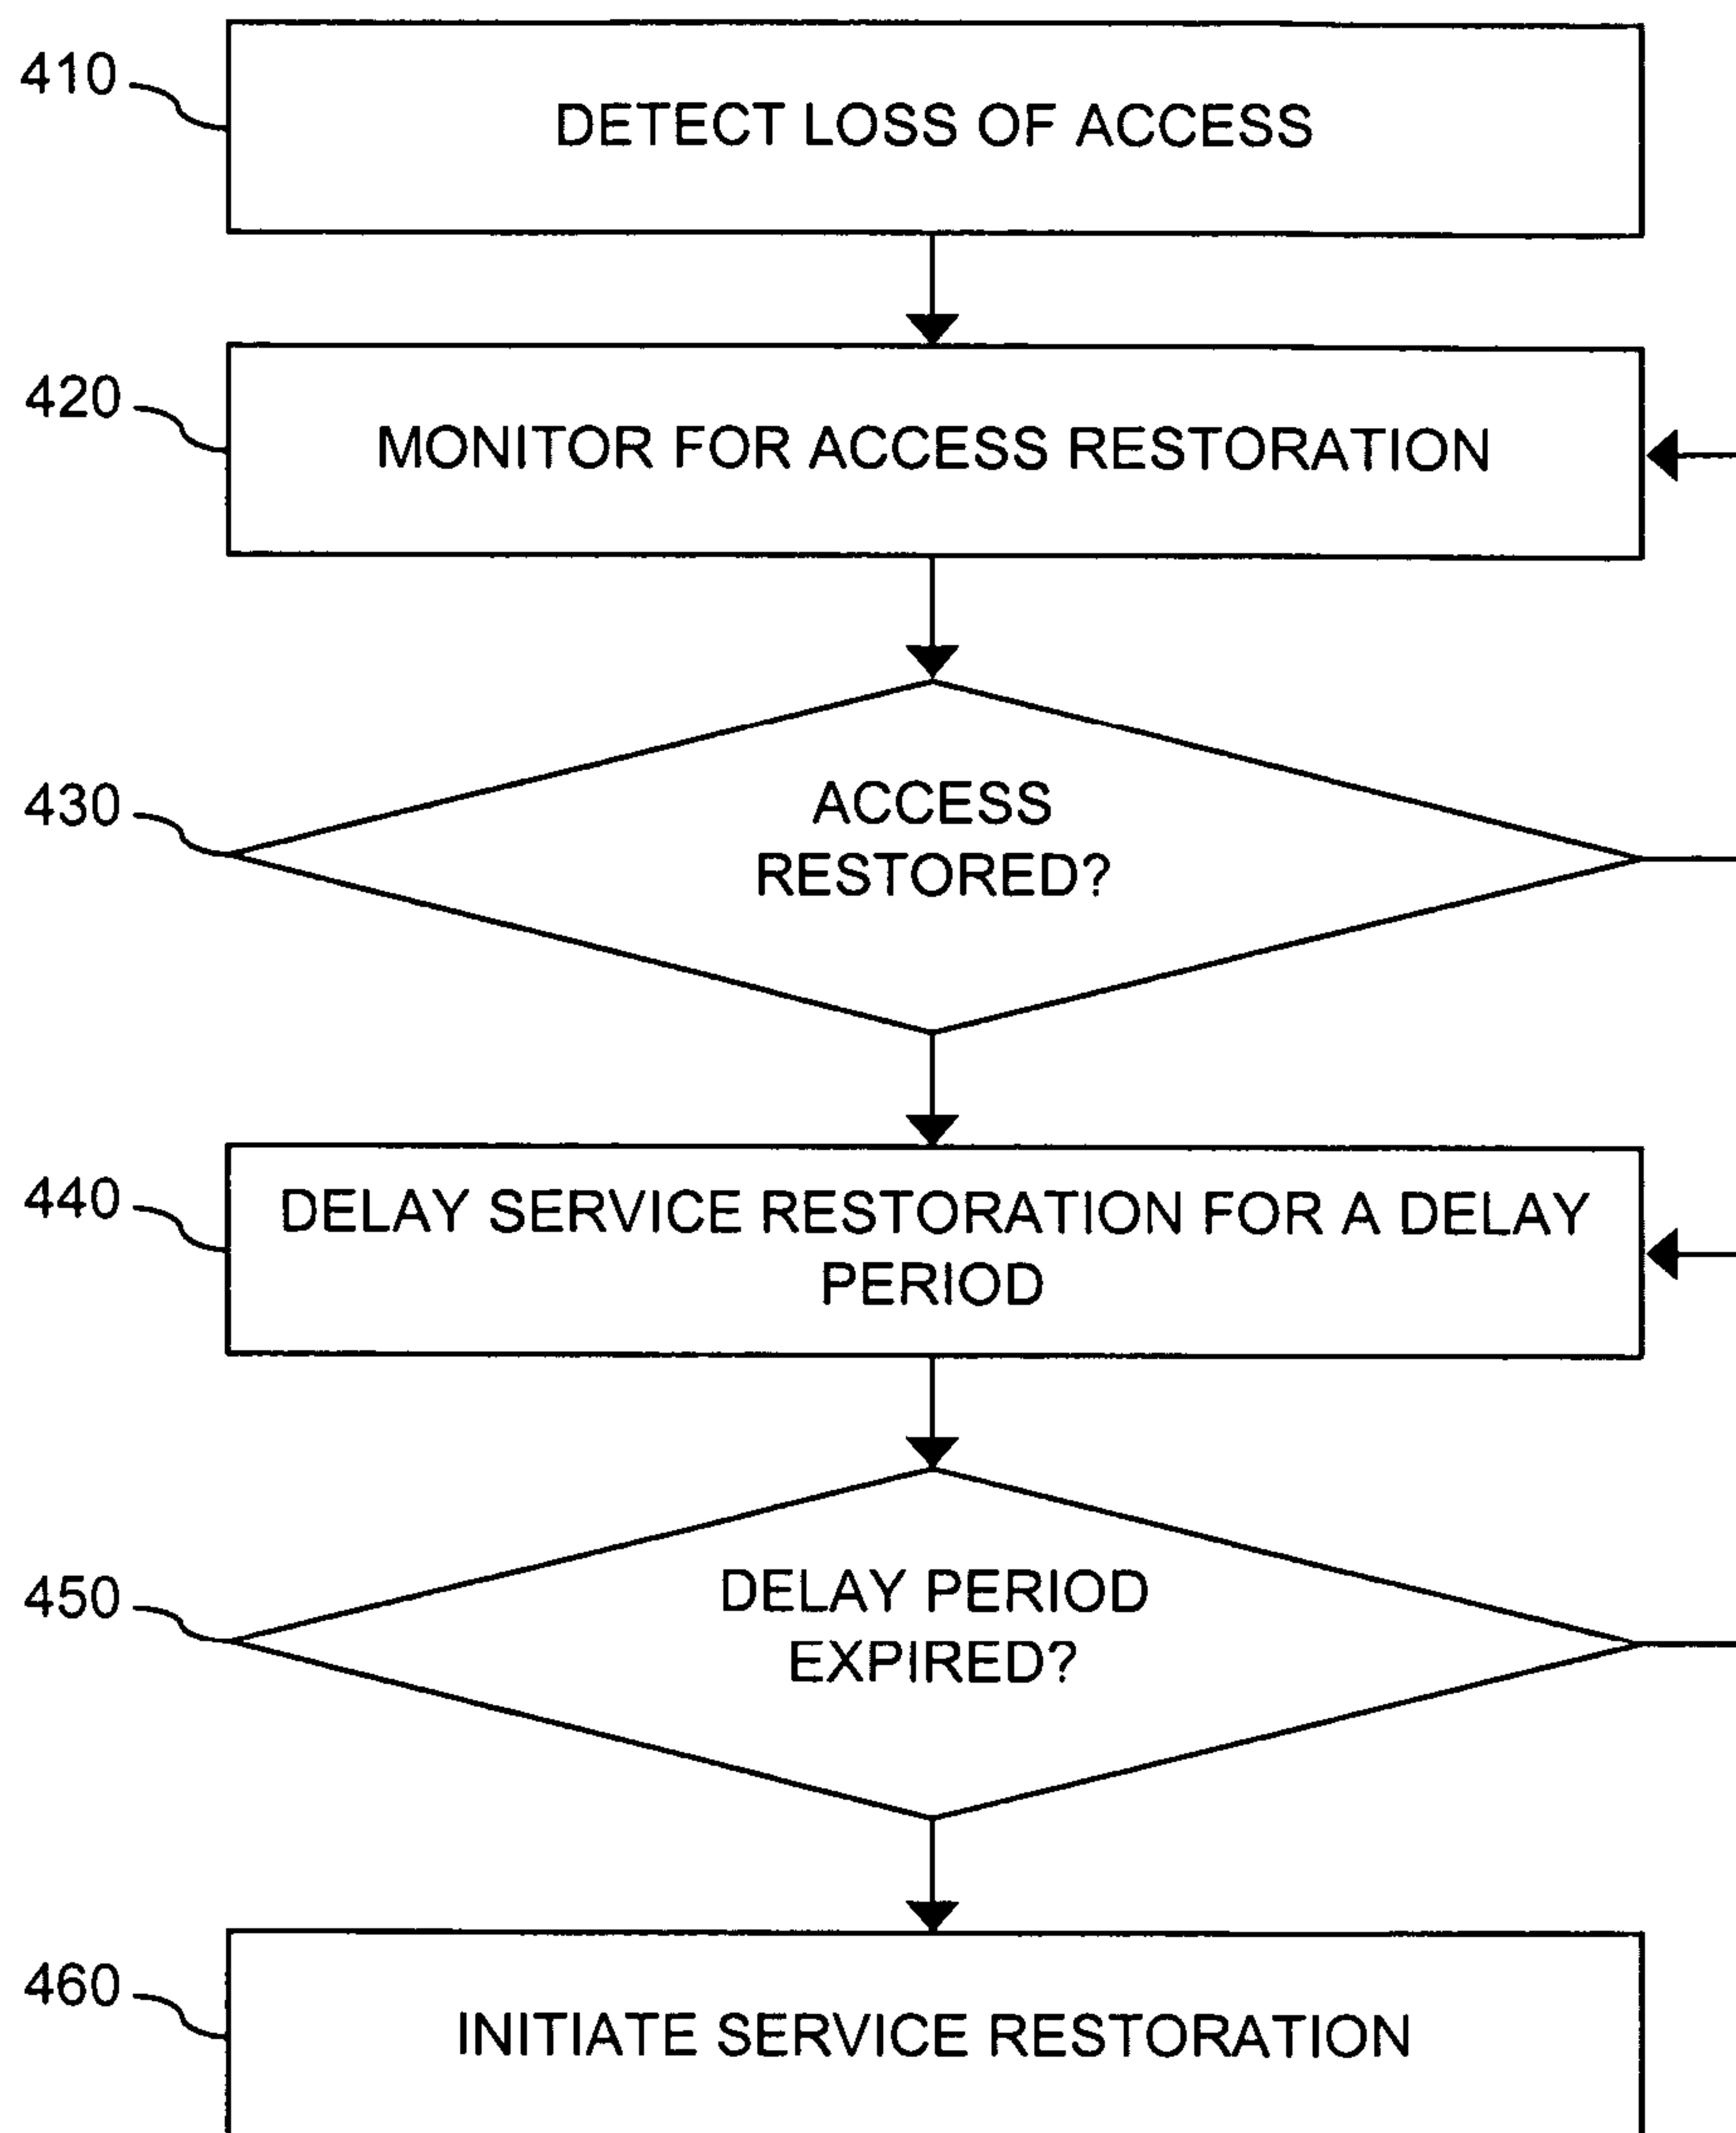 410
DETECT LOSS OF ACCESS
420
MONITOR FOR ACCESS RESTORATION
430
ACCESS
RESTORED?
440
DELAY SERVICE RESTORATION FOR A DELAY
PERIOD
450
DELAY PERIOD
EXPIRED?
460
INITIATE SERVICE RESTORATION